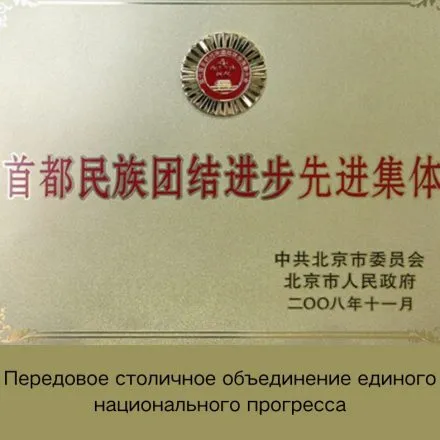 首都民族团结进步先进集体
中共北京市委员会
北京市人民政府
二〇〇八年十一月
Передовое столичное объединение единого
национального прогресса